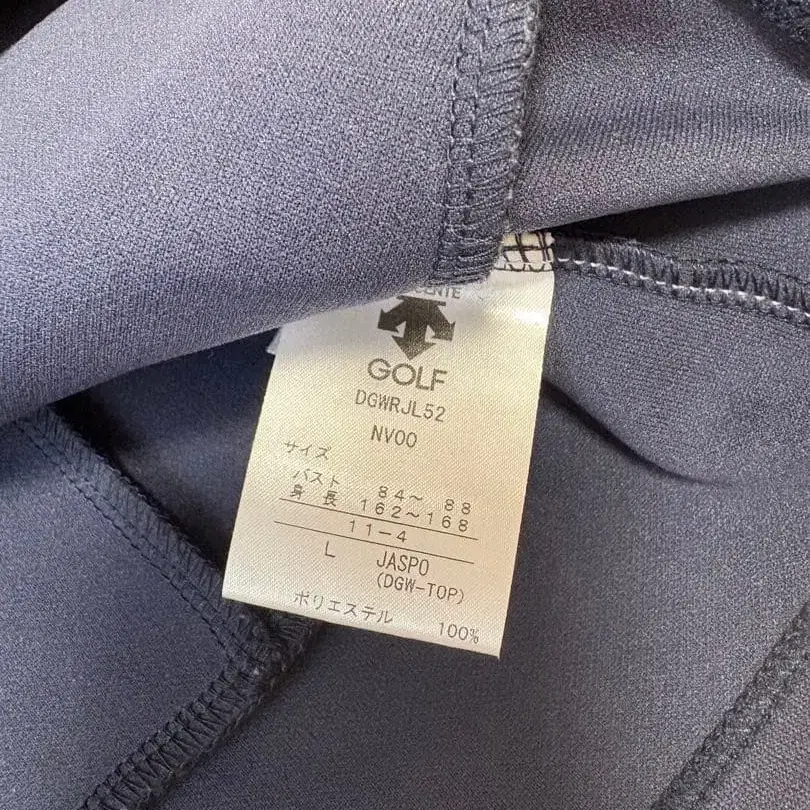 GOLF
DGWRJL52
NV00
サイズ
バスト 84〜 88
身長 162〜168
11-4
L JASPO
(DGW-TOP)
ポリエステル 100%